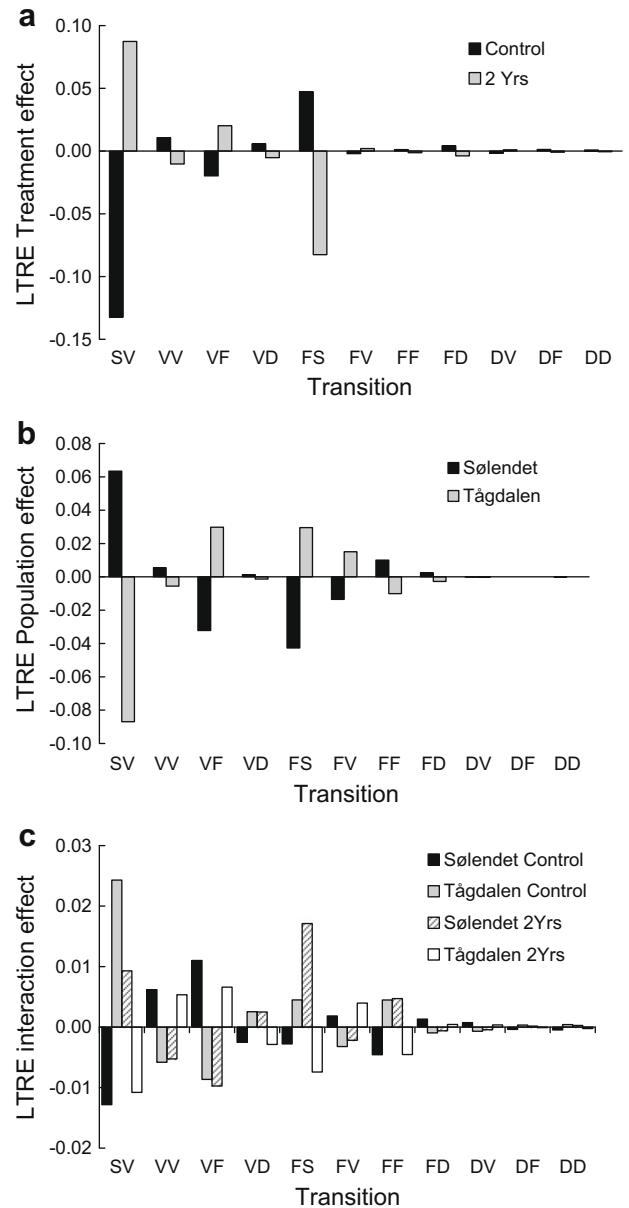 a
LTRE Treatment effect
0.10
0.05
0.00
-0.05
-0.10
-0.15
Control
2 Yrs
SV VV VF VD FS FV FF FD DV DF DD
Transition
b
LTRE Population effect
0.08
0.06
0.04
0.02
0.00
-0.02
-0.04
-0.06
-0.08
-0.10
Sølendet
Tågdalen
SV VV VF VD FS FV FF FD DV DF DD
Transition
c
LTRE interaction effect
0.03
0.02
0.01
0.00
-0.01
-0.02
Sølendet Control
Tågdalen Control
Sølendet 2Yrs
Tågdalen 2Yrs
SV VV VF VD FS FV FF FD DV DF DD
Transition